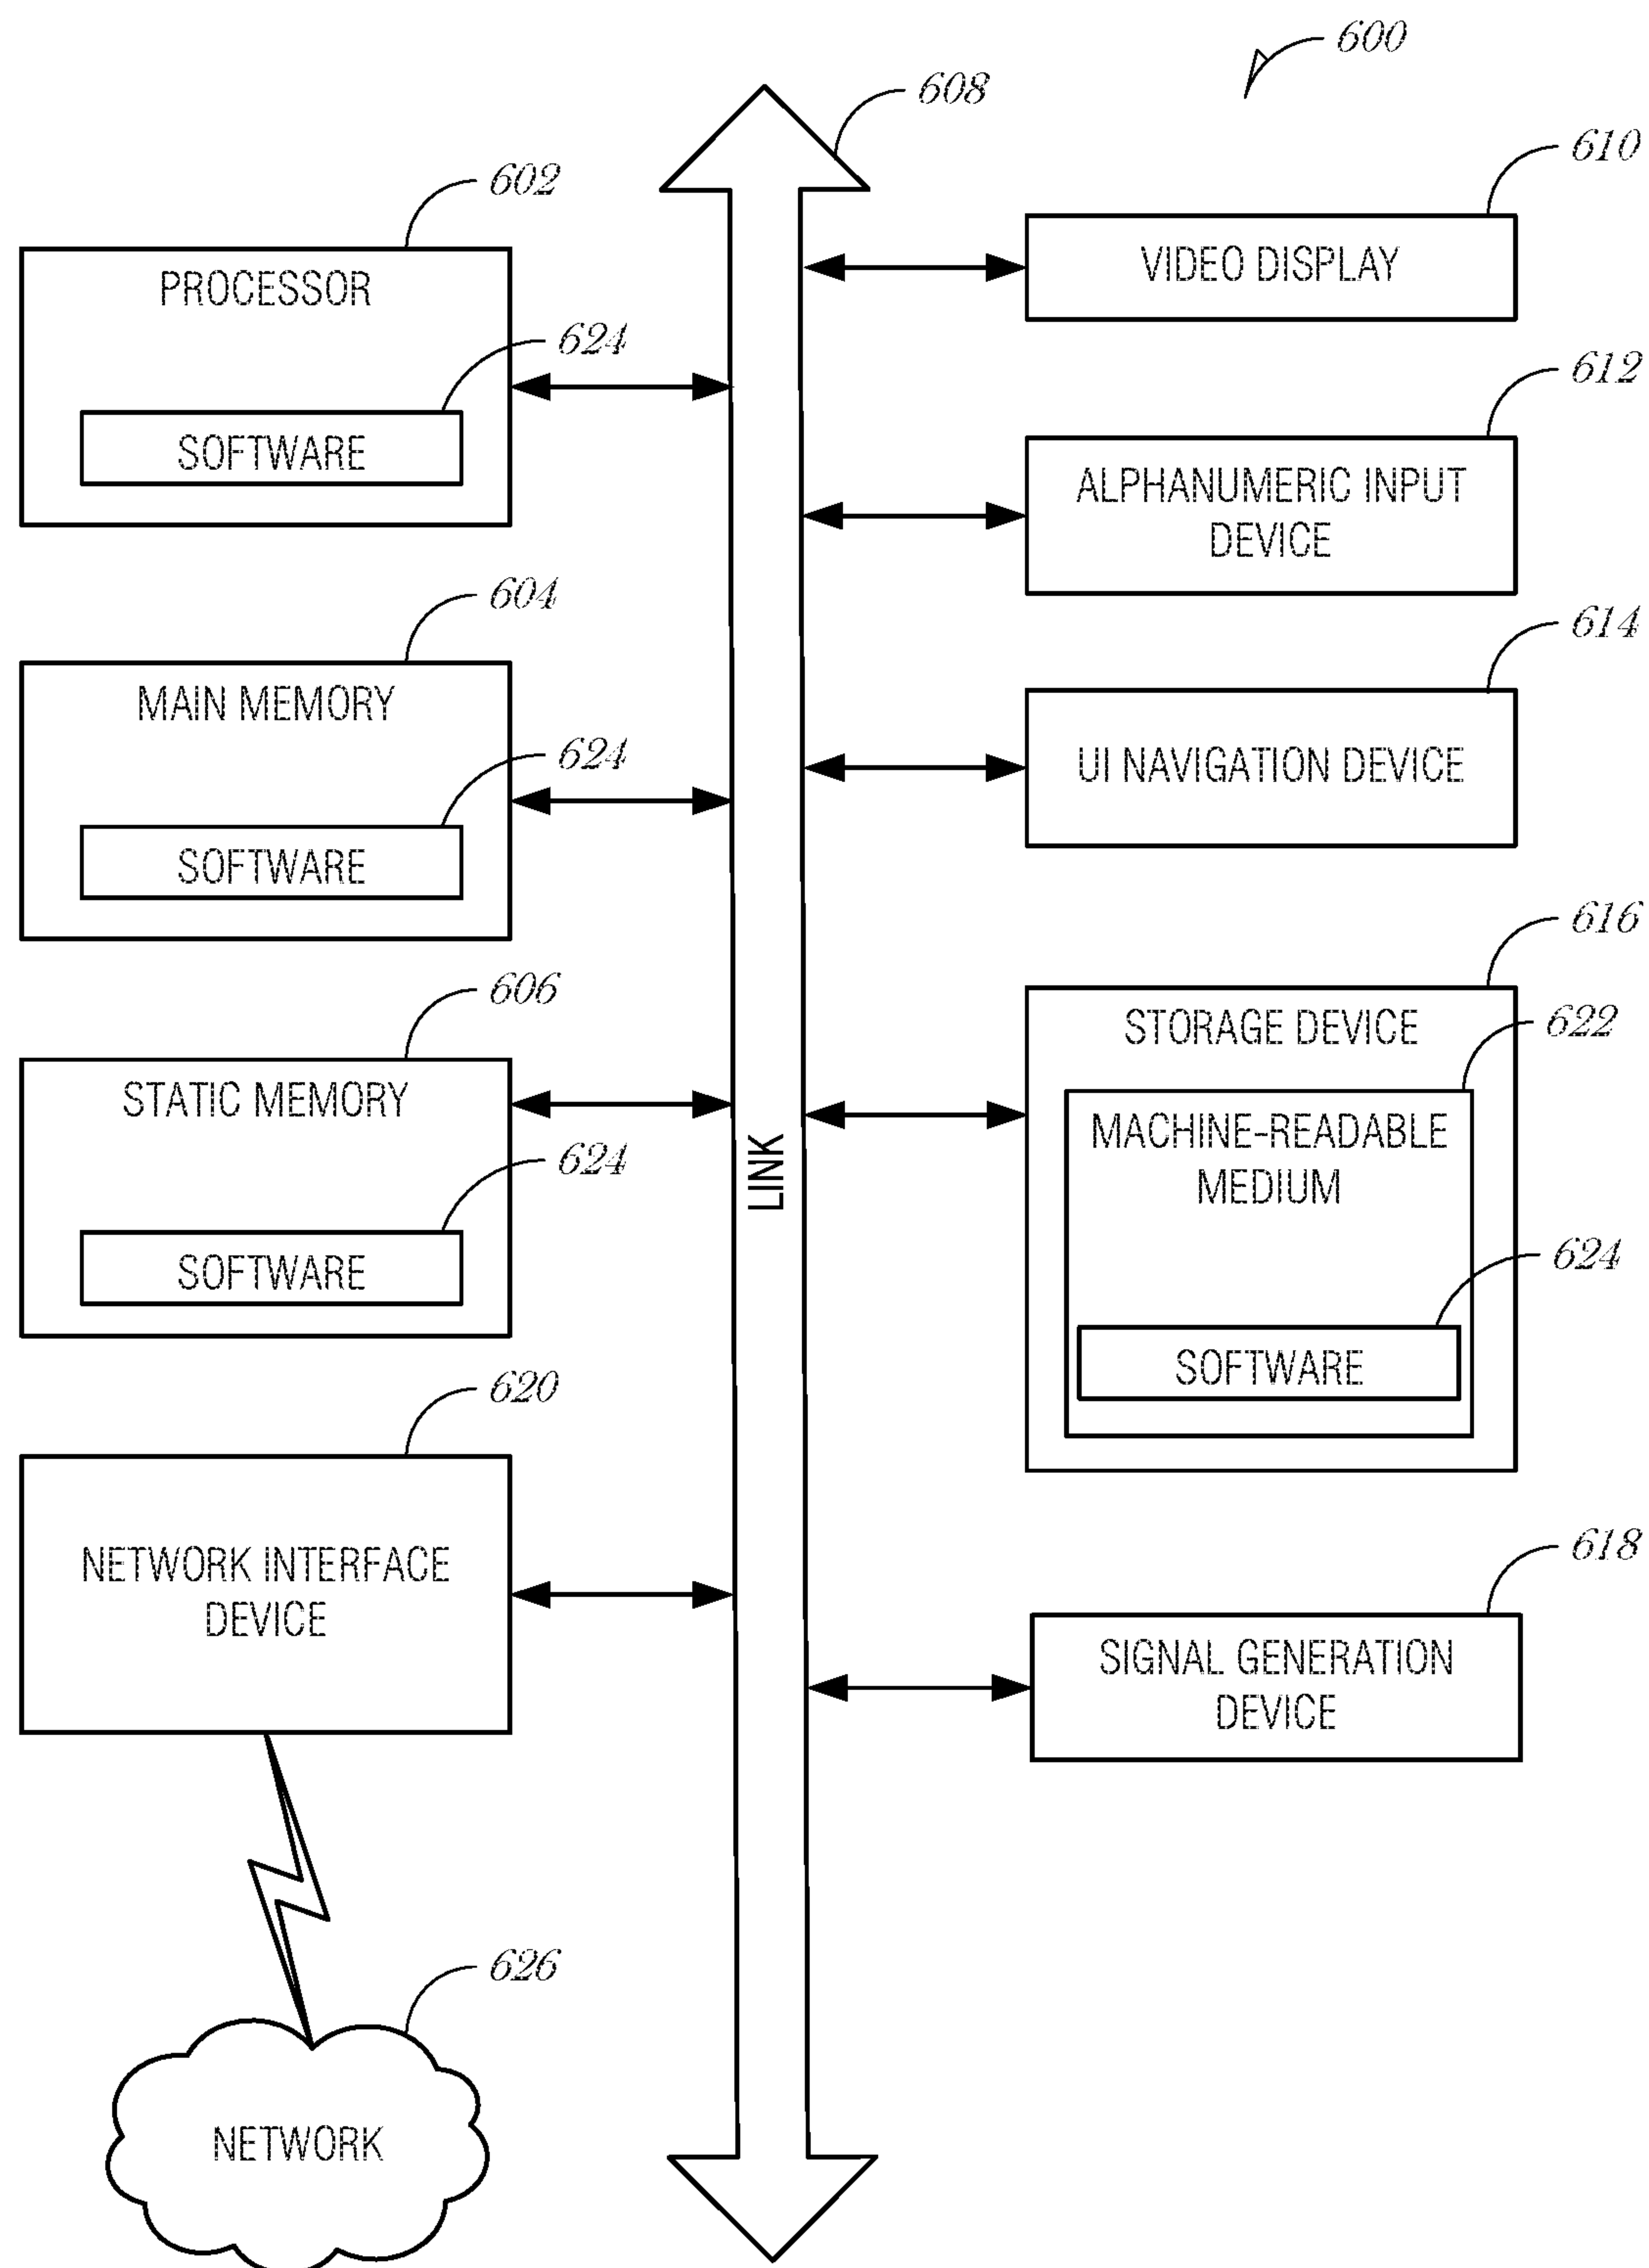 600
608
602
PROCESSOR
624
SOFTWARE
604
MAIN MEMORY
624
SOFTWARE
606
STATIC MEMORY
624
SOFTWARE
620
NETWORK INTERFACE
DEVICE
626
NETWORK
LINK
610
VIDEO DISPLAY
612
ALPHANUMERIC INPUT
DEVICE
614
UI NAVIGATION DEVICE
616
STORAGE DEVICE
622
MACHINE-READABLE
MEDIUM
624
SOFTWARE
618
SIGNAL GENERATION
DEVICE